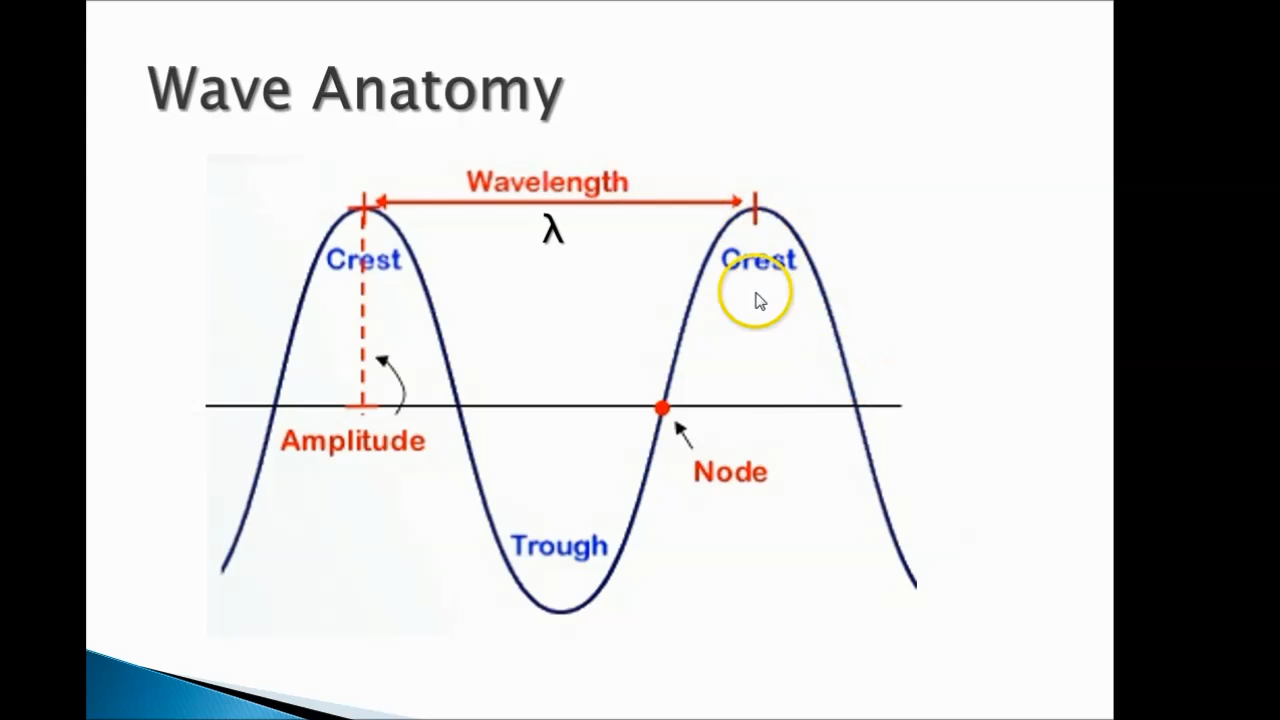 Wave Anatomy
Wavelength
λ
Crest
Crest
Amplitude
Node
Trough